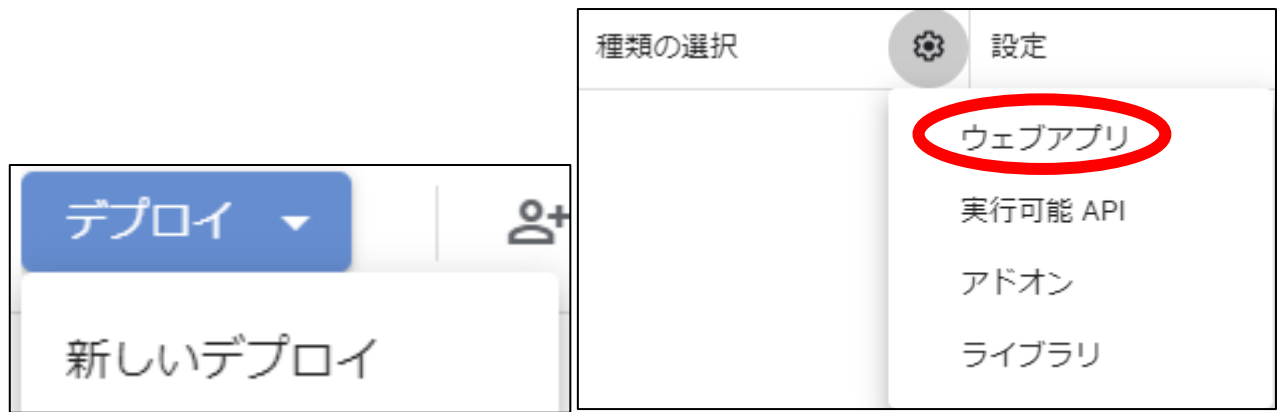 デプロイ
新しいデプロイ
種類の選択
設定
ウェブアプリ
実行可能 API
アドオン
ライブラリ